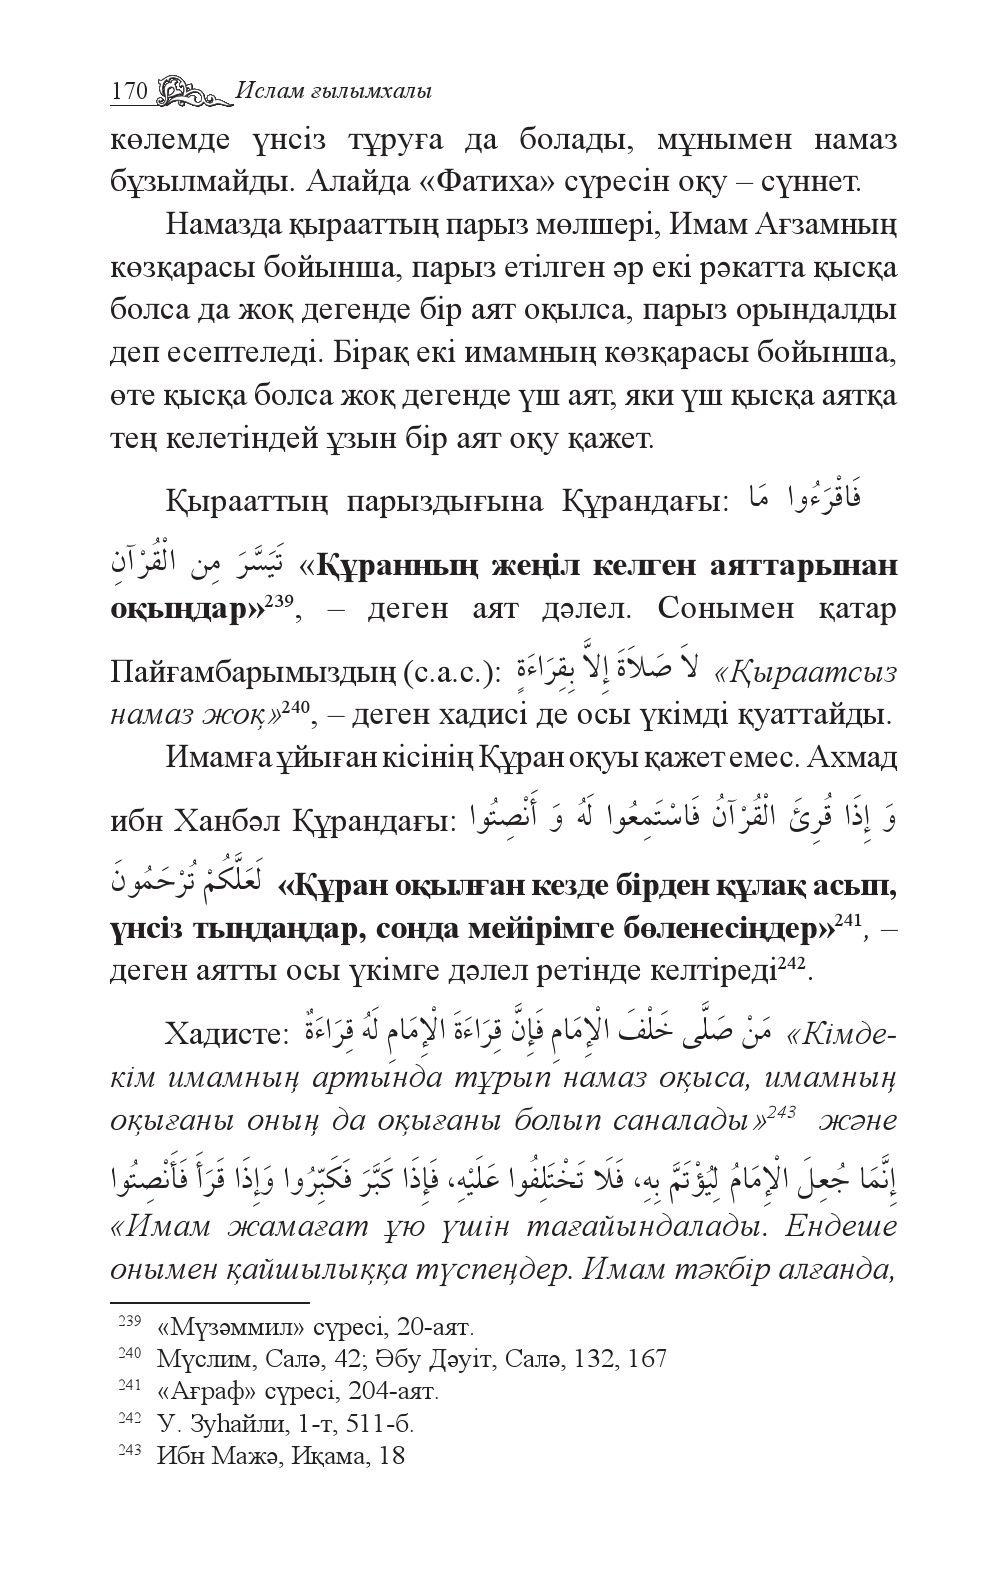 170 Ислам ғылымхалы
көлемде үнсіз тұруға да болады, мұнымен намаз
бұзылмайды. Алайда «Фатиха» сүресін оқу – сүннет.
Намазда қырааттың парыз мөлшері, Имам Ағзамның
көзқарасы бойынша, парыз етілген әр екі рәкатта қысқа
болса да жоқ дегенде бір аят оқылса, парыз орындалды
деп есептеледі. Бірақ екі имамның көзқарасы бойынша,
өте қысқа болса жоқ дегенде үш аят, яки үш қысқа аятқа
тең келетіндей ұзын бір аят оқу қажет.
Қырааттың парыздығына Құрандағы: فَاقْرَءُوا مَا
تَيَسَّرَ مِن الْقُرْآنِ «Құранның жеңіл келген аяттарынан
оқыңдар»²³⁹, – деген аят дәлел. Сонымен қатар
Пайғамбарымыздың (с.а.с.): لاَ صَلاَةَ إِلاَّ بِقِرَاءَةٍ «Қыраатсыз
намаз жоқ»²⁴⁰, – деген хадисі де осы үкімді қуаттайды.
Имамға ұйыған кісінің Құран оқуы қажет емес. Ахмад
ибн Ханбәл Құрандағы: وَ إِذَا قُرِئَ الْقُرْآنُ فَاسْتَمِعُوا لَهُ وَ أَنْصِتُوا
لَعَلَّكُمْ تُرْحَمُونَ «Құран оқылған кезде бірден құлақ асып,
үнсіз тыңдаңдар, сонда мейірімге бөленесіңдер»²⁴¹, –
деген аятты осы үкімге дәлел ретінде келтіреді²⁴².
Хадисте: مَنْ صَلَّى خَلْفَ الْإِمَامِ فَإِنَّ قِرَاءَةَ الْإِمَامِ لَهُ قِرَاءَةٌ «Кімде-
кім имамның артында тұрып намаз оқыса, имамның
оқығаны оның да оқығаны болып саналады»²⁴³ және
إِنَّمَا جُعِلَ الْإِمَامُ لِيُؤْتَمَّ بِهِ، فَلَا تَخْتَلِفُوا عَلَيْهِ، فَإِذَا كَبَّرَ فَكَبِّرُوا وَإِذَا قَرَأَ فَأَنْصِتُوا
«Имам жамағат ұю үшін тағайындалады. Ендеше
онымен қайшылыққа түспеңдер. Имам тәкбір алғанда,
239 «Мүзәммил» сүресі, 20-аят.
240 Мүслим, Салә, 42; Әбу Дәуіт, Салә, 132, 167
241 «Ағраф» сүресі, 204-аят.
242 У. Зуһайли, 1-т, 511-б.
243 Ибн Мажә, Иқама, 18